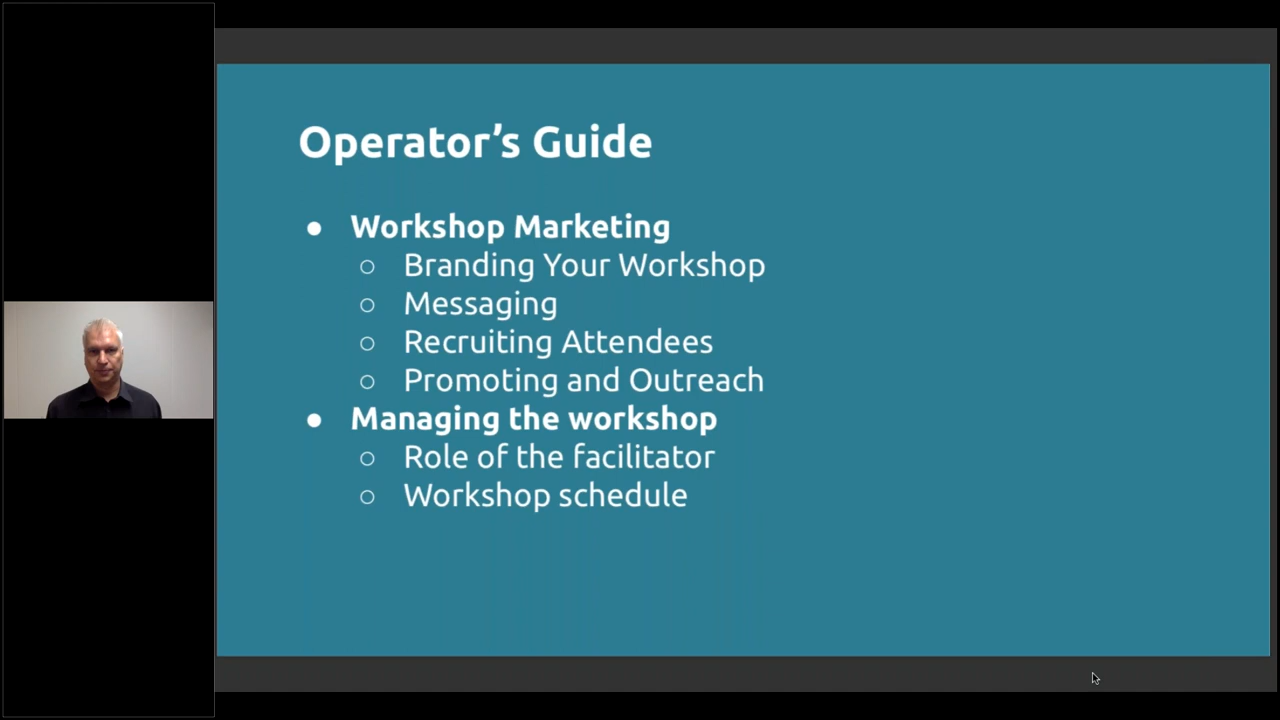 Operator's Guide
● Workshop Marketing
○ Branding Your Workshop
○ Messaging
○ Recruiting Attendees
○ Promoting and Outreach
● Managing the workshop
○ Role of the facilitator
○ Workshop schedule